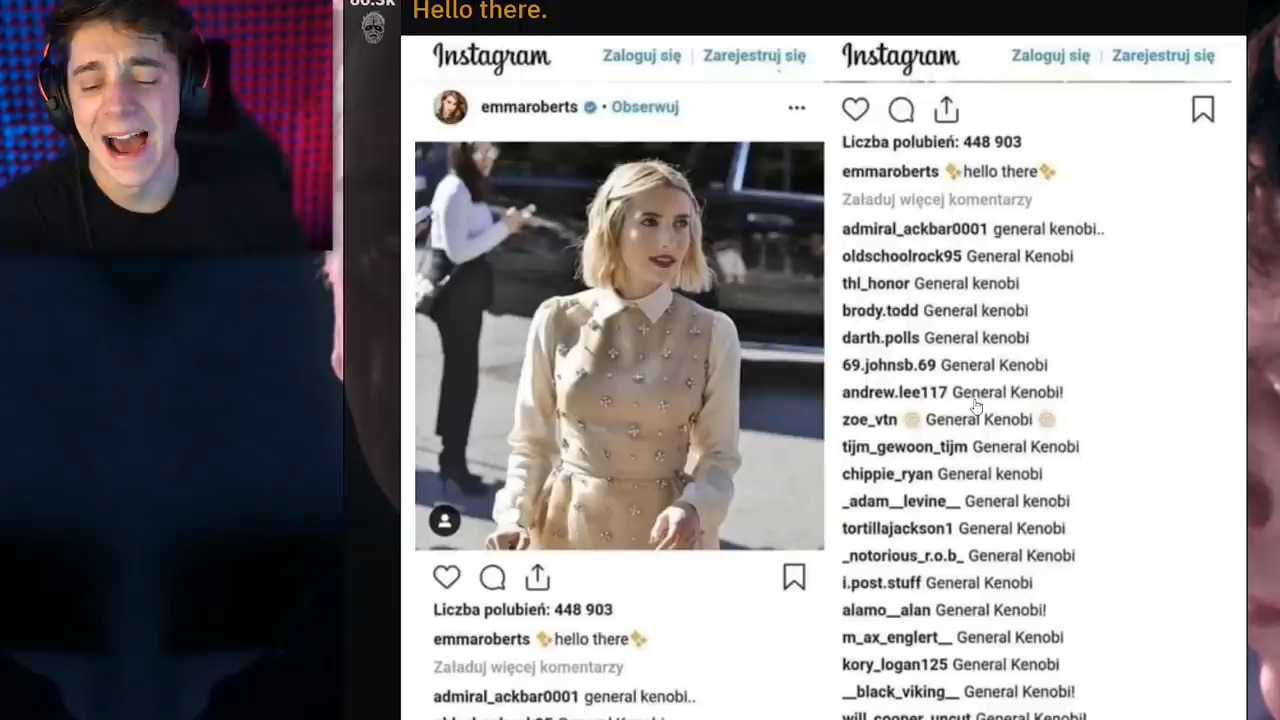 Hello there.
Instagram Zaloguj się | Zarejestruj się
emmaroberts • Obserwuj
Liczba polubień: 448 903
emmaroberts ✨hello there✨
Załaduj więcej komentarzy
admiral_ackbar0001 general kenobi..
Instagram Zaloguj się | Zarejestruj się
Liczba polubień: 448 903
emmaroberts ✨hello there✨
Załaduj więcej komentarzy
admiral_ackbar0001 general kenobi..
oldschoolrock95 General Kenobi
thl_honor General kenobi
brody.todd General kenobi
darth.polls General kenobi
69.johnsb.69 General Kenobi
andrew.lee117 General Kenobi!
zoe_vtn General Kenobi
tijm_gewoon_tijm General Kenobi
chippie_ryan General kenobi
_adam__levine__ General kenobi
tortillajackson1 General Kenobi
_notorious_r.o.b_ General Kenobi
i.post.stuff General Kenobi
alamo__alan General Kenobi!
m_ax_englert__ General Kenobi
kory_logan125 General Kenobi
__black_viking__ General Kenobi!
will_cooper_uncut General Kenobi!